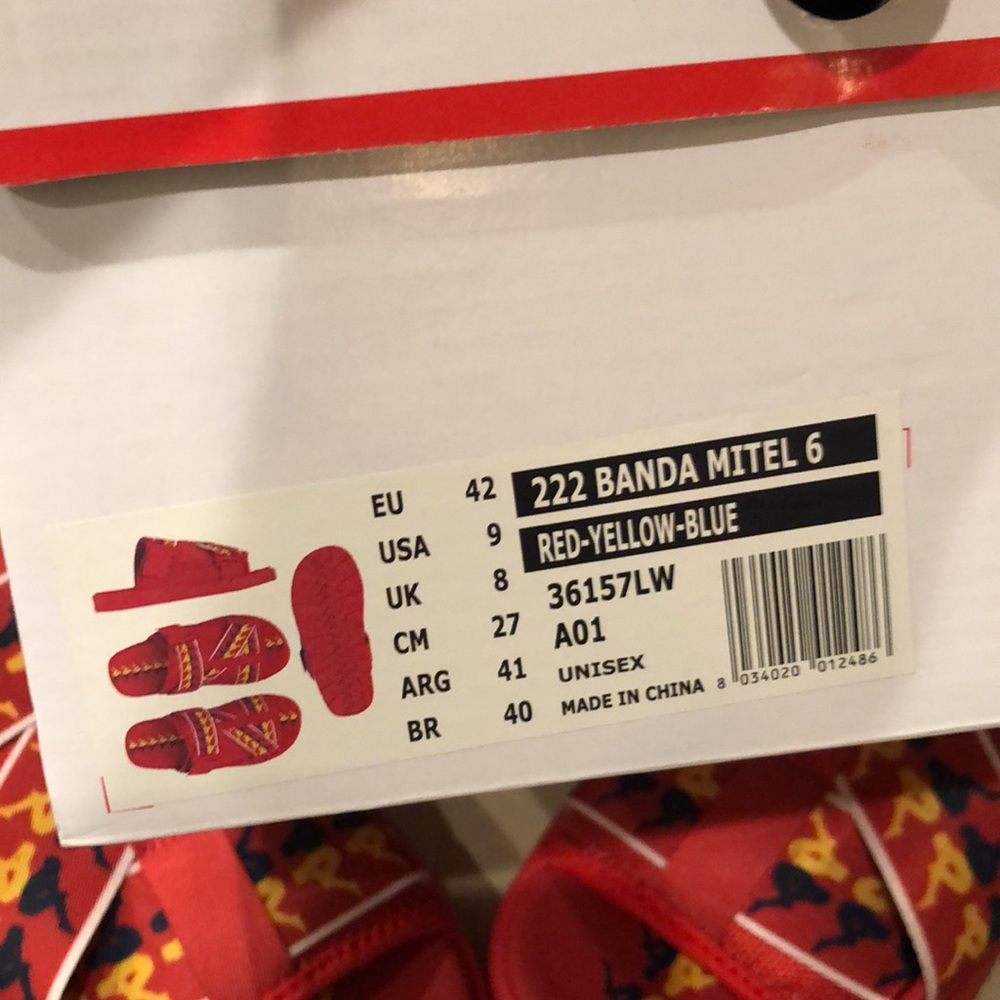 EU 42
USA 9
UK 8
CM 27
ARG 41
BR 40
222 BANDA MITEL 6
RED-YELLOW-BLUE
36157LW
A01
UNISEX
MADE IN CHINA
8 034020 012486